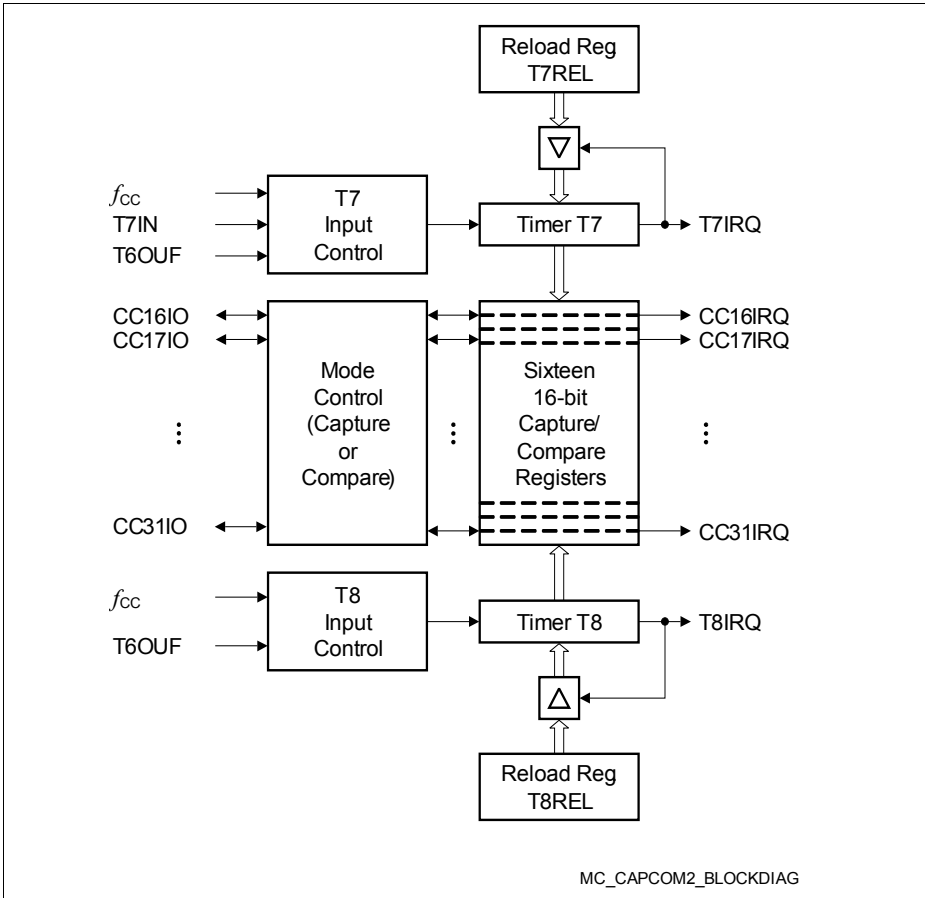 Reload Reg
T7REL
fCC
T7IN
T6OUF
T7
Input
Control
Timer T7
T7IRQ
CC16IO
CC17IO
CC31IO
Mode
Control
(Capture
or
Compare)
Sixteen
16-bit
Capture/
Compare
Registers
CC16IRQ
CC17IRQ
CC31IRQ
fCC
T6OUF
T8
Input
Control
Timer T8
T8IRQ
Reload Reg
T8REL
MC_CAPCOM2_BLOCKDIAG